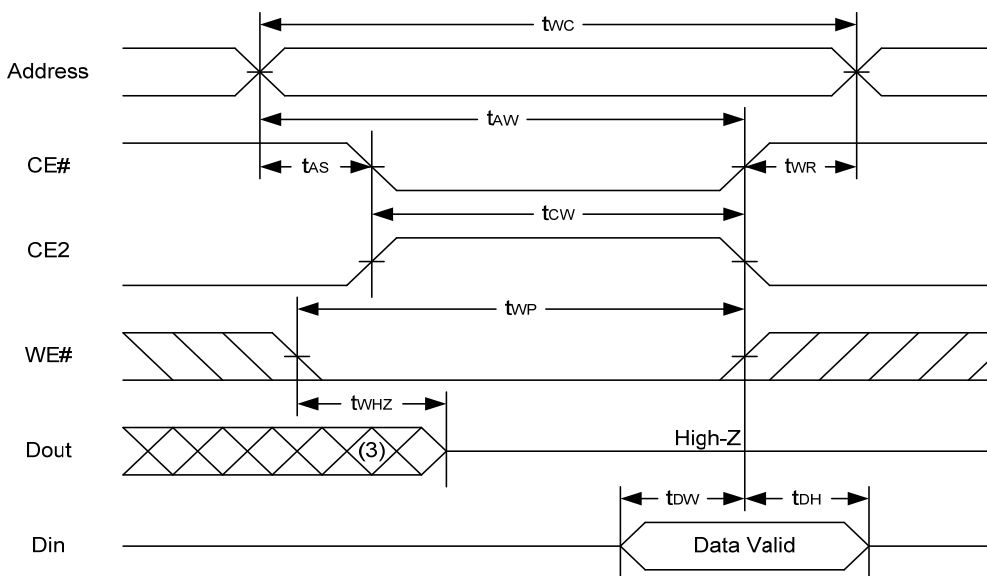 tWC
Address
tAW
CE#
tAS
tWR
tCW
CE2
tWP
WE#
tWHZ
Dout
(3)
High-Z
tDW
tDH
Din
Data Valid